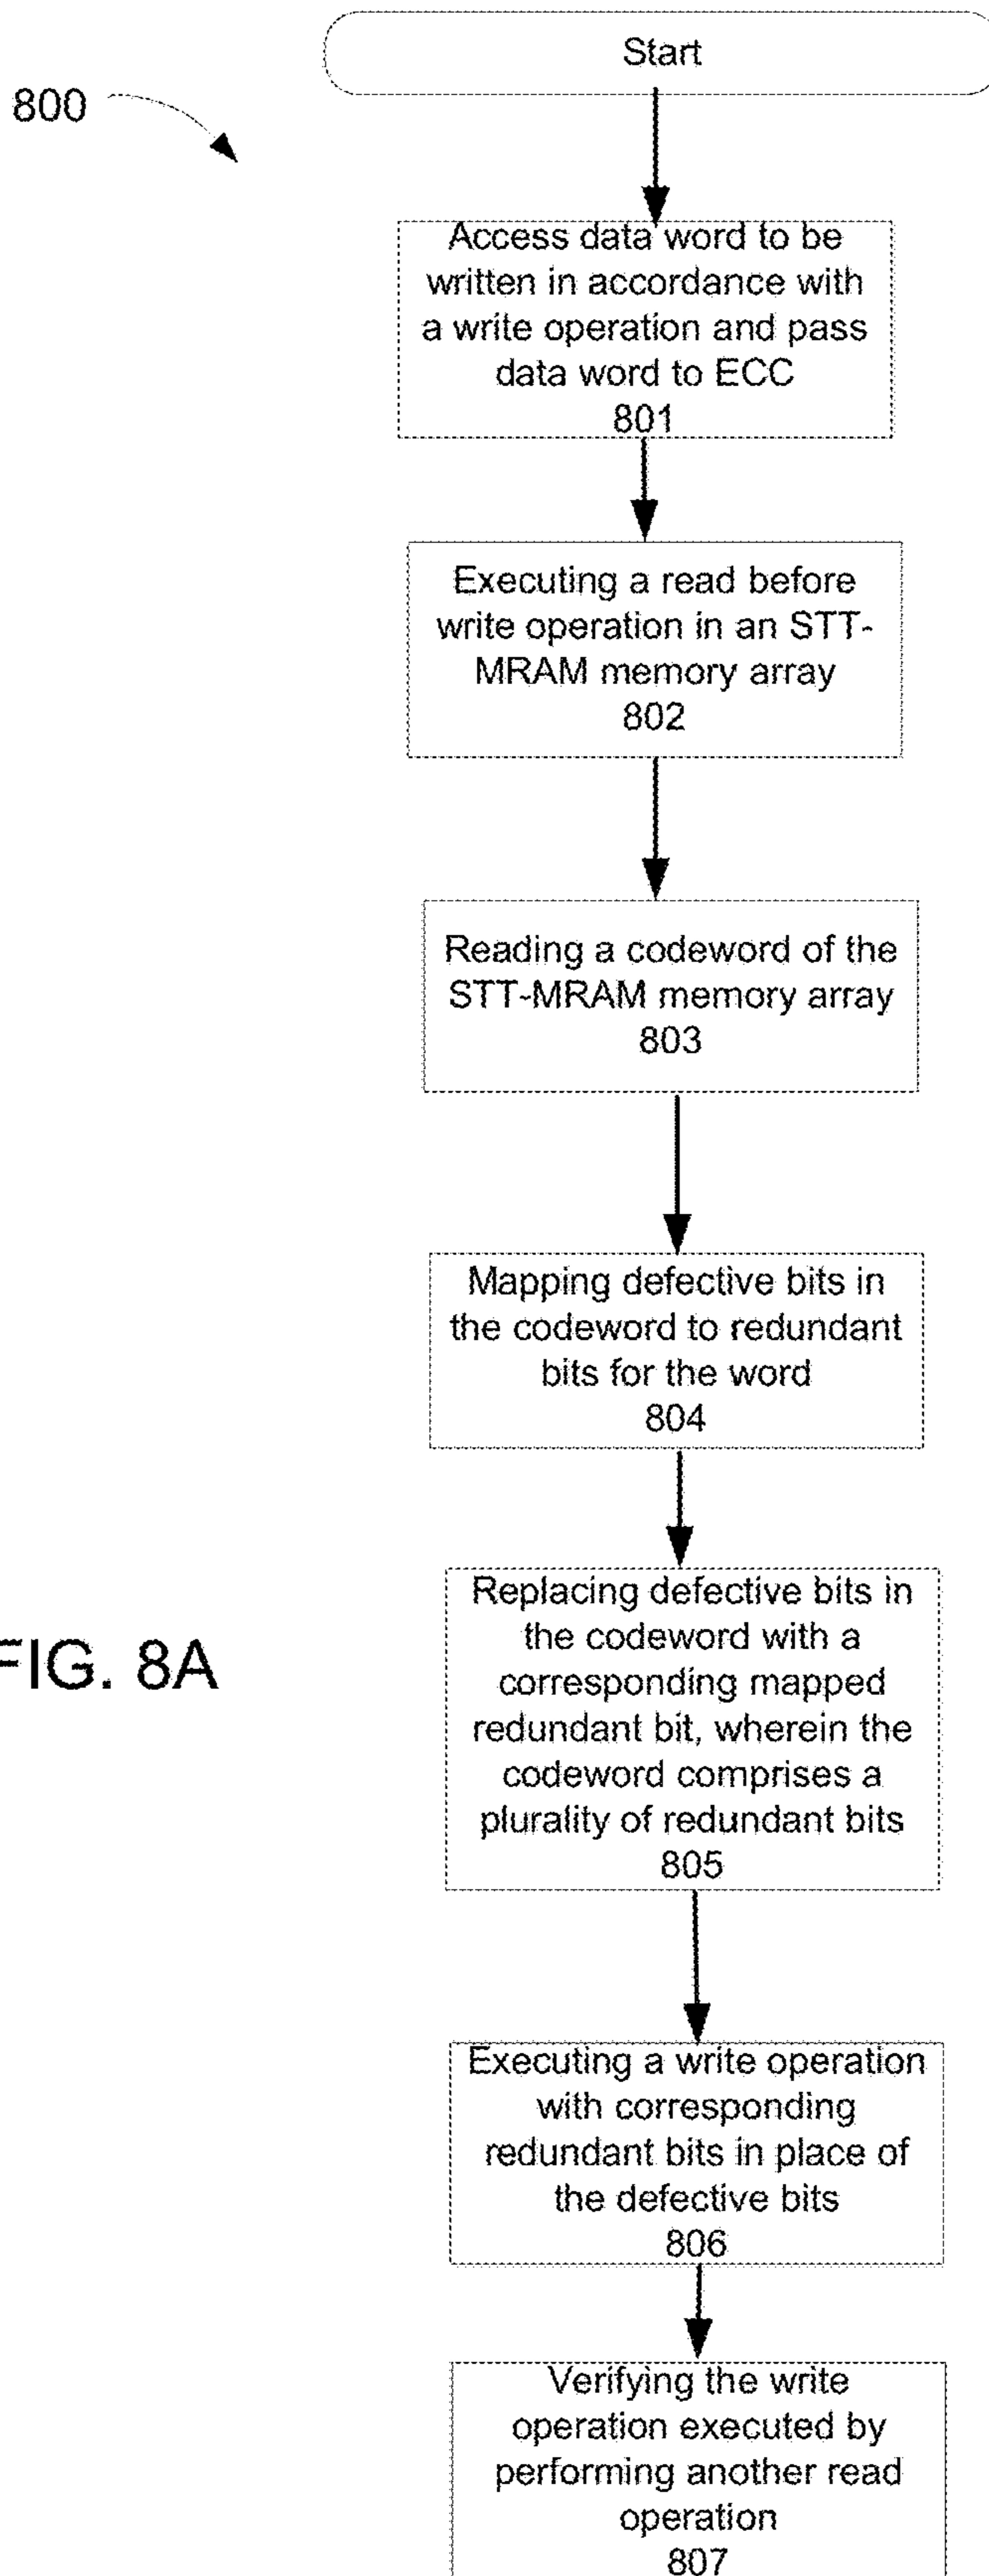 Start
800
Access data word to be
written in accordance with
a write operation and pass
data word to ECC
801
Executing a read before
write operation in an STT-
MRAM memory array
802
Reading a codeword of the
STT-MRAM memory array
803
Mapping defective bits in
the codeword to redundant
bits for the word
804
Replacing defective bits in
the codeword with a
corresponding mapped
redundant bit, wherein the
codeword comprises a
plurality of redundant bits
805
FIG. 8A
Executing a write operation
with corresponding
redundant bits in place of
the defective bits
806
Verifying the write
operation executed by
performing another read
operation
807